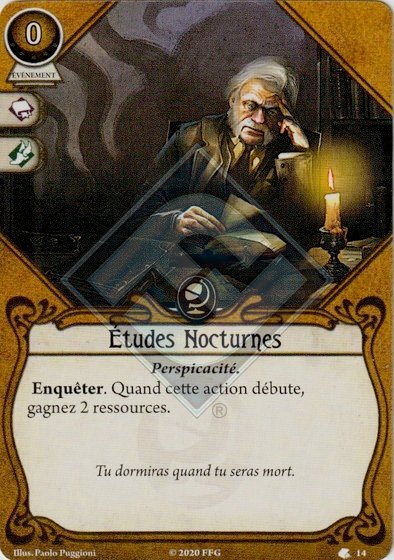 0
ÉVÉNEMENT
Études Nocturnes
Perspicacité.
Enquêter. Quand cette action débute,
gagnez 2 ressources.
®
Tu dormiras quand tu seras mort.
Illus. Paolo Puggioni © 2020 FFG 14